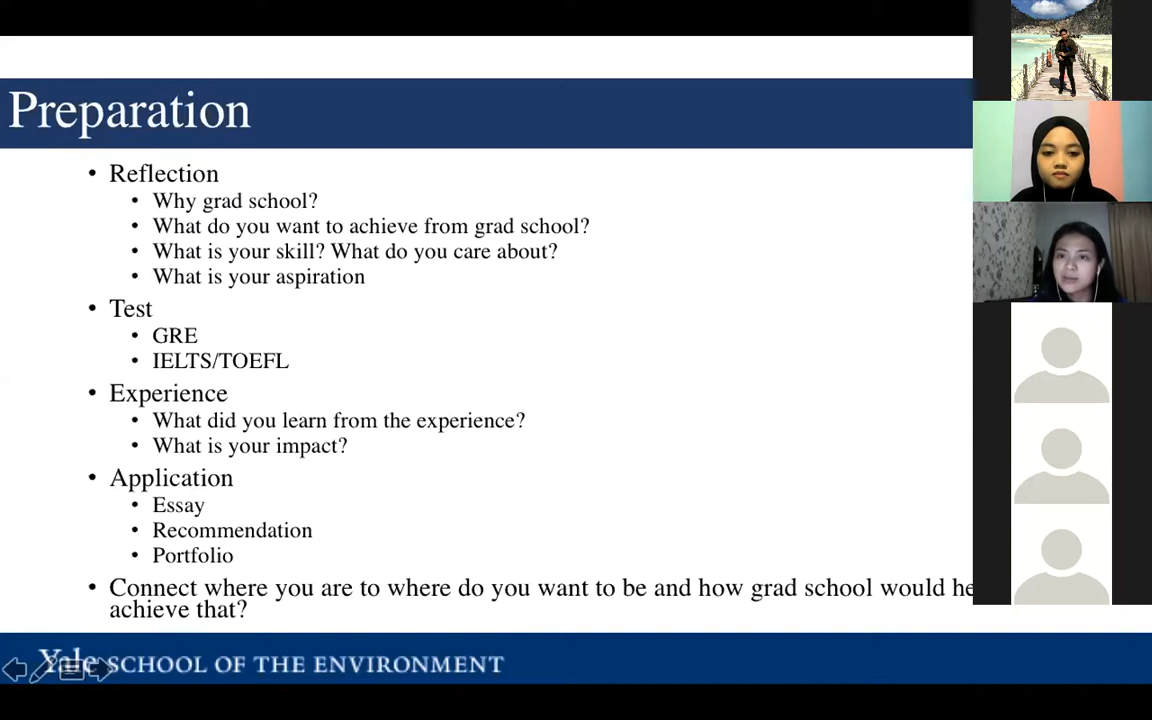 Preparation
• Reflection
• Why grad school?
• What do you want to achieve from grad school?
• What is your skill? What do you care about?
• What is your aspiration
• Test
• GRE
• IELTS/TOEFL
• Experience
• What did you learn from the experience?
• What is your impact?
• Application
• Essay
• Recommendation
• Portfolio
• Connect where you are to where do you want to be and how grad school would he
achieve that?
Yale SCHOOL OF THE ENVIRONMENT